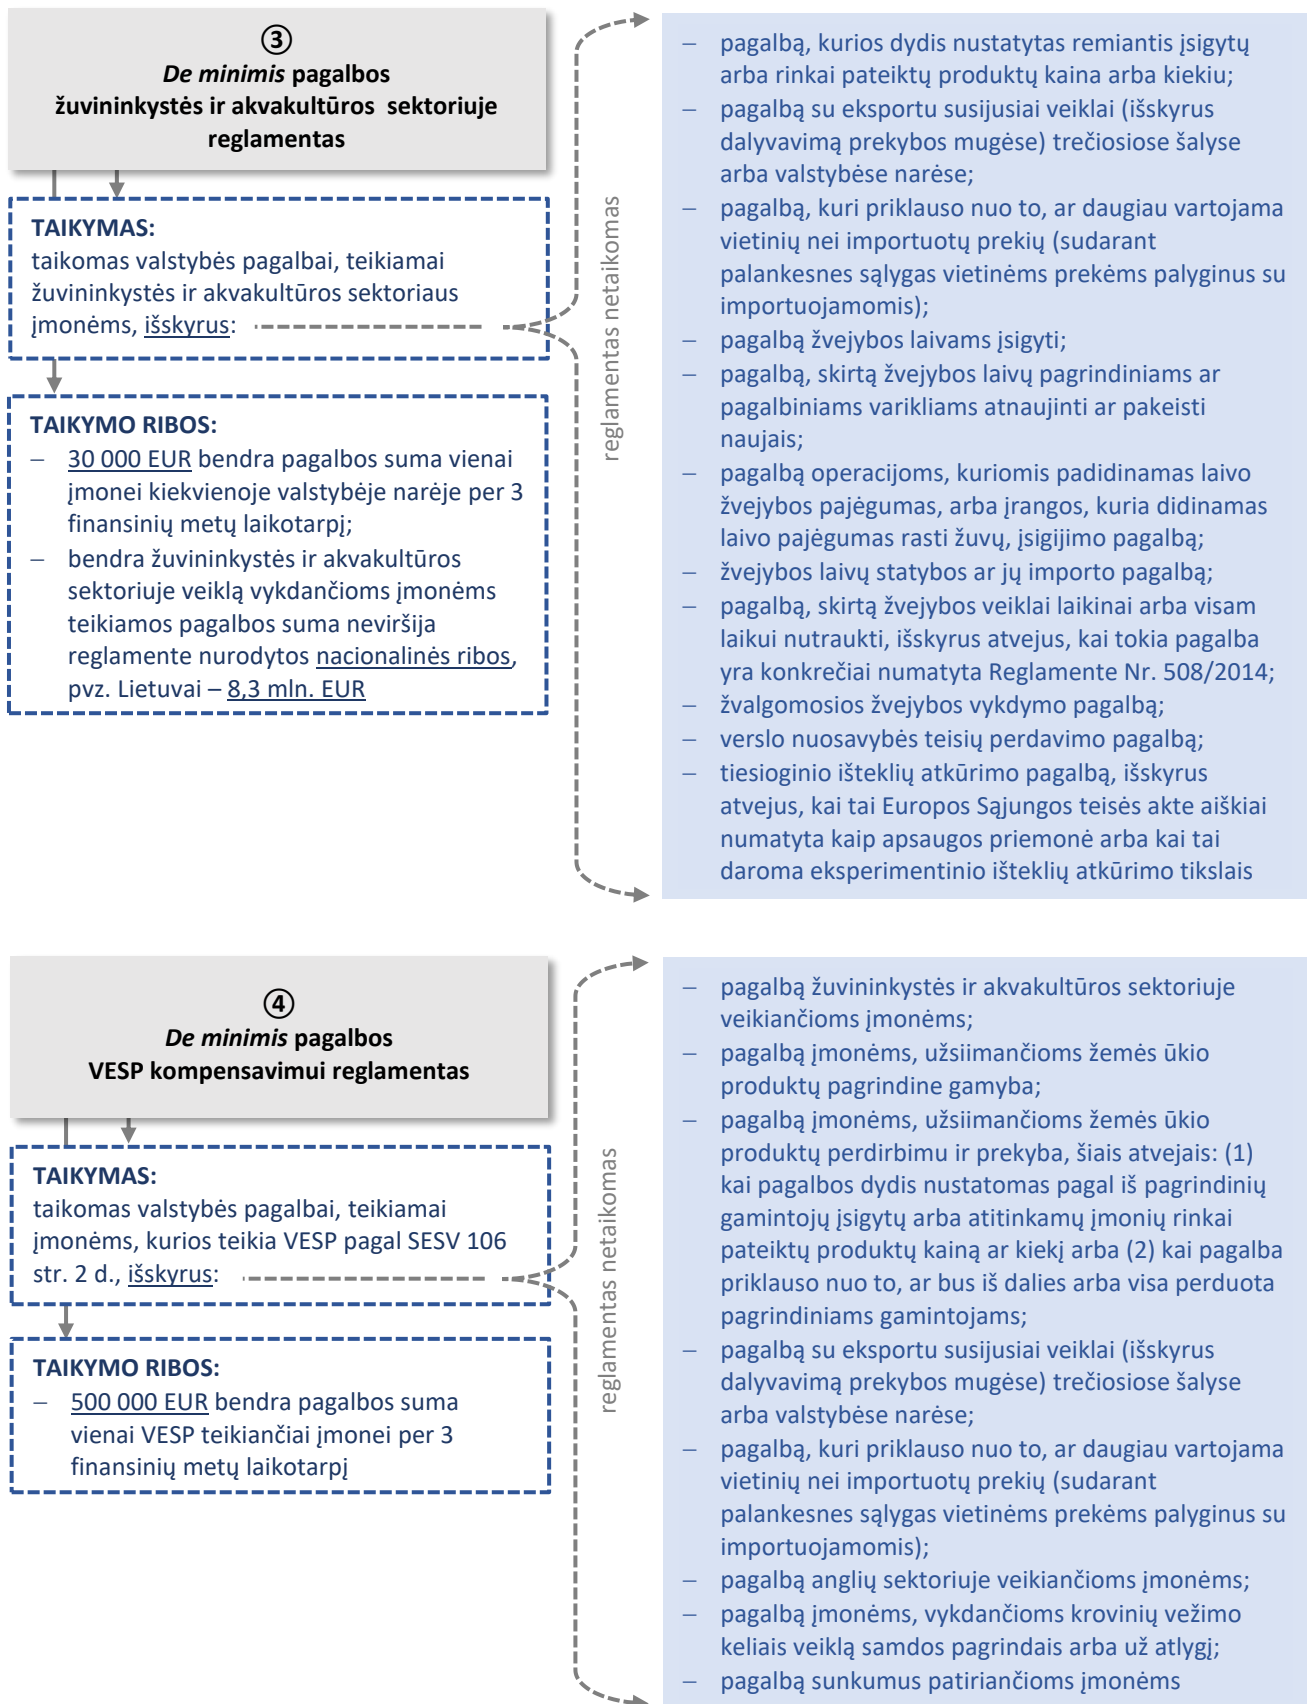 ③
De minimis pagalbos
žuvininkystės ir akvakultūros sektoriuje
reglamentas
TAIKYMAS:
taikomas valstybės pagalbai, teikiamai
žuvininkystės ir akvakultūros sektoriaus
įmonėms, išskyrus:
TAIKYMO RIBOS:
– 30 000 EUR bendra pagalbos suma vienai
įmonei kiekvienoje valstybėje narėje per 3
finansinių metų laikotarpį;
– bendra žuvininkystės ir akvakultūros
sektoriuje veiklą vykdančioms įmonėms
teikiamos pagalbos suma neviršija
reglamente nurodytos nacionalinės ribos,
pvz. Lietuvai – 8,3 mln. EUR
reglamentas netaikomas
– pagalbą, kurios dydis nustatytas remiantis įsigytų
arba rinkai pateiktų produktų kaina arba kiekiu;
– pagalbą su eksportu susijusiai veiklai (išskyrus
dalyvavimą prekybos mugėse) trečiosiose šalyse
arba valstybėse narėse;
– pagalbą, kuri priklauso nuo to, ar daugiau vartojama
vietinių nei importuotų prekių (sudarant
palankesnes sąlygas vietinėms prekėms palyginus su
importuojamomis);
– pagalbą žvejybos laivams įsigyti;
– pagalbą, skirtą žvejybos laivų pagrindiniams ar
pagalbiniams varikliams atnaujinti ar pakeisti
naujais;
– pagalbą operacijoms, kuriomis padidinamas laivo
žvejybos pajėgumas, arba įrangos, kuria didinamas
laivo pajėgumas rasti žuvų, įsigijimo pagalbą;
– žvejybos laivų statybos ar jų importo pagalbą;
– pagalbą, skirtą žvejybos veiklai laikinai arba visam
laikui nutraukti, išskyrus atvejus, kai tokia pagalba
yra konkrečiai numatyta Reglamente Nr. 508/2014;
– žvalgomosios žvejybos vykdymo pagalbą;
– verslo nuosavybės teisių perdavimo pagalbą;
– tiesioginio išteklių atkūrimo pagalbą, išskyrus
atvejus, kai tai Europos Sąjungos teisės akte aiškiai
numatyta kaip apsaugos priemonė arba kai tai
daroma eksperimentinio išteklių atkūrimo tikslais
④
De minimis pagalbos
VESP kompensavimui reglamentas
TAIKYMAS:
taikomas valstybės pagalbai, teikiamai
įmonėms, kurios teikia VESP pagal SESV 106
str. 2 d., išskyrus:
TAIKYMO RIBOS:
– 500 000 EUR bendra pagalbos suma
vienai VESP teikiančiai įmonei per 3
finansinių metų laikotarpį
reglamentas netaikomas
– pagalbą žuvininkystės ir akvakultūros sektoriuje
veikiančioms įmonėms;
– pagalbą įmonėms, užsiimančioms žemės ūkio
produktų pagrindine gamyba;
– pagalbą įmonėms, užsiimančioms žemės ūkio
produktų perdirbimu ir prekyba, šiais atvejais: (1)
kai pagalbos dydis nustatomas pagal iš pagrindinių
gamintojų įsigytų arba atitinkamų įmonių rinkai
pateiktų produktų kainą ar kiekį arba (2) kai pagalba
priklauso nuo to, ar bus iš dalies arba visa perduota
pagrindiniams gamintojams;
– pagalbą su eksportu susijusiai veiklai (išskyrus
dalyvavimą prekybos mugėse) trečiosiose šalyse
arba valstybėse narėse;
– pagalbą, kuri priklauso nuo to, ar daugiau vartojama
vietinių nei importuotų prekių (sudarant
palankesnes sąlygas vietinėms prekėms palyginus su
importuojamomis);
– pagalbą anglių sektoriuje veikiančioms įmonėms;
– pagalbą įmonėms, vykdančioms krovinių vežimo
keliais veiklą samdos pagrindais arba už atlygį;
– pagalbą sunkumus patiriančioms įmonėms